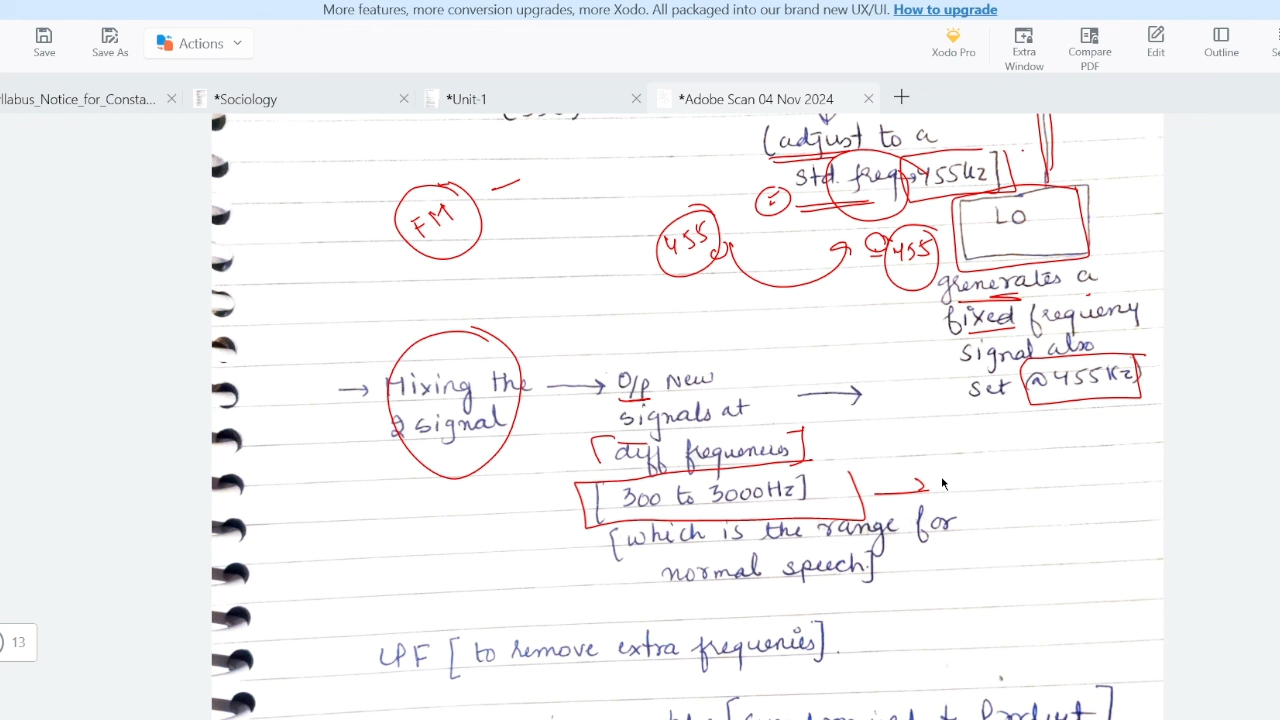 More features, more conversion upgrades, more Xodo. All packaged into our brand new UX/UI. How to upgrade
Save
Save As
Actions
Xodo Pro
Extra Window
Compare PDF
Edit
Outline
llabus_Notice_for_Consta...
*Sociology
*Unit-1
*Adobe Scan 04 Nov 2024
(adjust to a
std. freq → 455kz]
FM
455
455
LO
generates a
fixed frequeny
signal also
set @455Kz
→ Mixing the → O/p New
2 signal signals at →
diff frequencies
[300 to 3000Hz]
[which is the range for
normal speech]
13
LPF [to remove extra frequenies].